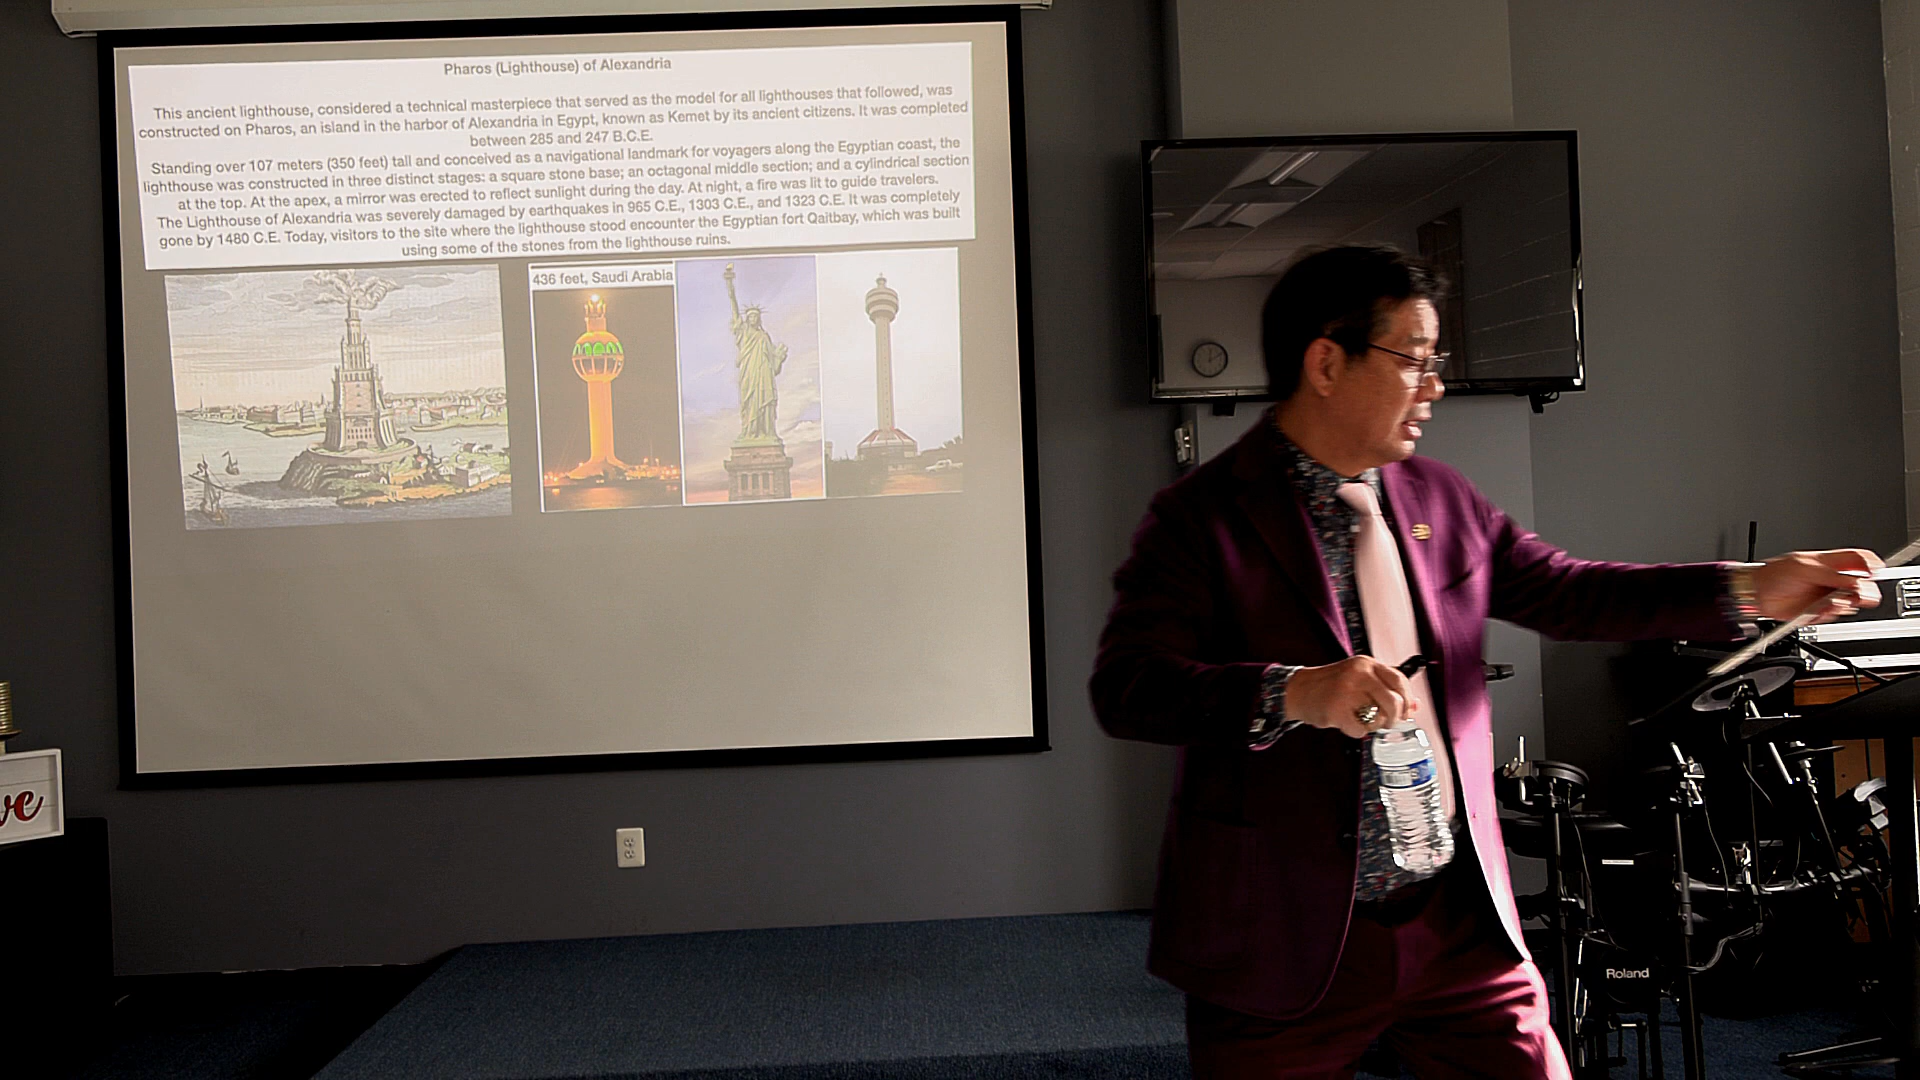 Pharos (Lighthouse) of Alexandria
This ancient lighthouse, considered a technical masterpiece that served as the model for all lighthouses that followed, was
constructed on Pharos, an island in the harbor of Alexandria in Egypt, known as Kemet by its ancient citizens. It was completed
between 285 and 247 B.C.E.
Standing over 107 meters (350 feet) tall and conceived as a navigational landmark for voyagers along the Egyptian coast, the
lighthouse was constructed in three distinct stages: a square stone base; an octagonal middle section; and a cylindrical section
at the top. At the apex, a mirror was erected to reflect sunlight during the day. At night, a fire was lit to guide travelers.
The Lighthouse of Alexandria was severely damaged by earthquakes in 965 C.E., 1303 C.E., and 1323 C.E. It was completely
gone by 1480 C.E. Today, visitors to the site where the lighthouse stood encounter the Egyptian fort Qaitbay, which was built
using some of the stones from the lighthouse ruins.
436 feet, Saudi Arabia
ve
Roland